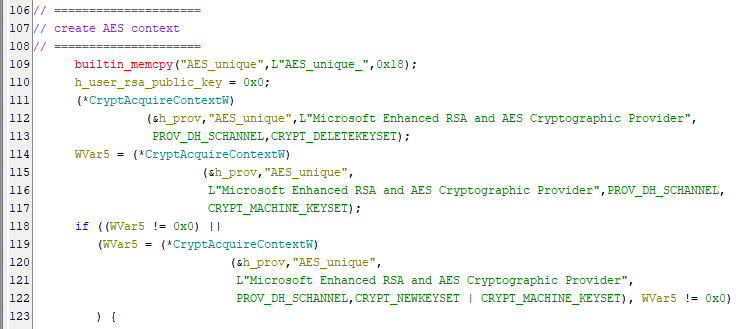 106 // ======================
107 // create AES context
108 // ======================
109 builtin_memcpy("AES_unique",L"AES_unique_",0x18);
110 h_user_rsa_public_key = 0x0;
111 (*CryptAcquireContextW)
112 (&h_prov,"AES_unique",L"Microsoft Enhanced RSA and AES Cryptographic Provider",
113 PROV_DH_SCHANNEL,CRYPT_DELETEKEYSET);
114 WVar5 = (*CryptAcquireContextW)
115 (&h_prov,"AES_unique",
116 L"Microsoft Enhanced RSA and AES Cryptographic Provider",PROV_DH_SCHANNEL,
117 CRYPT_MACHINE_KEYSET);
118 if ((WVar5 != 0x0) ||
119 (WVar5 = (*CryptAcquireContextW)
120 (&h_prov,"AES_unique",
121 L"Microsoft Enhanced RSA and AES Cryptographic Provider",
122 PROV_DH_SCHANNEL,CRYPT_NEWKEYSET | CRYPT_MACHINE_KEYSET), WVar5 != 0x0)
123 ) {